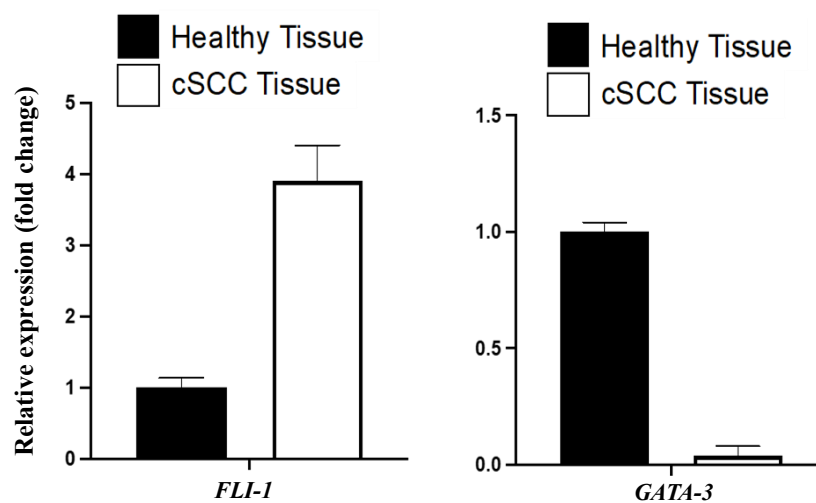 Healthy Tissue
cSCC Tissue
Relative expression (fold change)
5
4
3
2
1
0
FLI-1
Healthy Tissue
cSCC Tissue
1.5
1.0
0.5
0.0
GATA-3